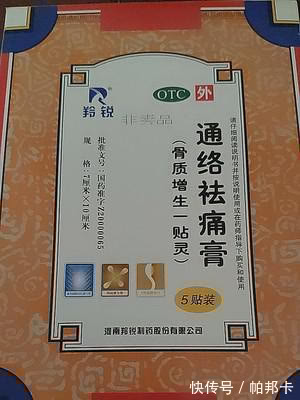 羚锐
OTC
外
非卖品
请仔细阅读说明书并按说明使用或在药师指导下购买和使用
通络祛痛膏
(骨质增生一贴灵)
批准文号:国药准字Z20000065
规格:7厘米×10厘米
5贴装
河南羚锐制药股份有限公司
快传号 / 帕邦卡